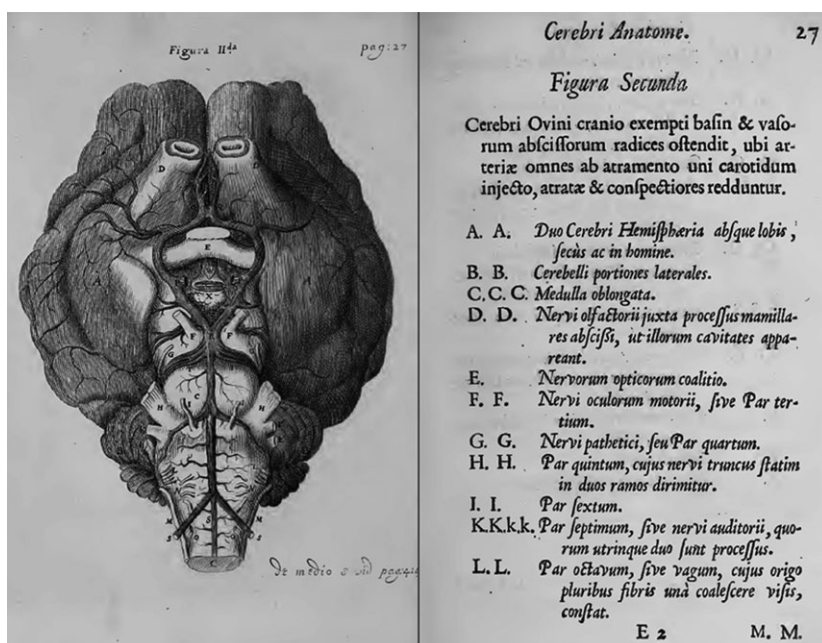 Figura II.da
pag: 27
de medio
Cerebri Anatome. 27
Figura Secunda
Cerebri Ovini cranio exempti baſin & vaſo-
rum abſciſſorum radices oſtendit, ubi ar-
teriæ omnes ab atramento uni carotidum
injecto, atratæ & conſpectiores redduntur.
A. A. Duo Cerebri Hemiſphæria abſque lobis,
ſecùs ac in homine.
B. B. Cerebelli portiones laterales.
C. C. C. Medulla oblongata.
D. D. Nervi olfactorii juxta proceſſus mamilla-
res abſciſſi, ut illorum cavitates appa-
reant.
E. Nervorum opticorum coalitio.
F. F. Nervi oculorum motorii, ſive Par ter-
tium.
G. G. Nervi pathetici, ſeu Par quartum.
H. H. Par quintum, cujus nervi truncus ſtatim
in duos ramos dirimitur.
I. I. Par ſextum.
K.K.k.k. Par ſeptimum, ſive nervi auditorii, quo-
rum utrinque duo ſunt proceſſus.
L. L. Par octavum, ſive vagum, cujus origo
pluribus fibris unà coaleſcere viſis,
conſtat.
E 2 M. M.